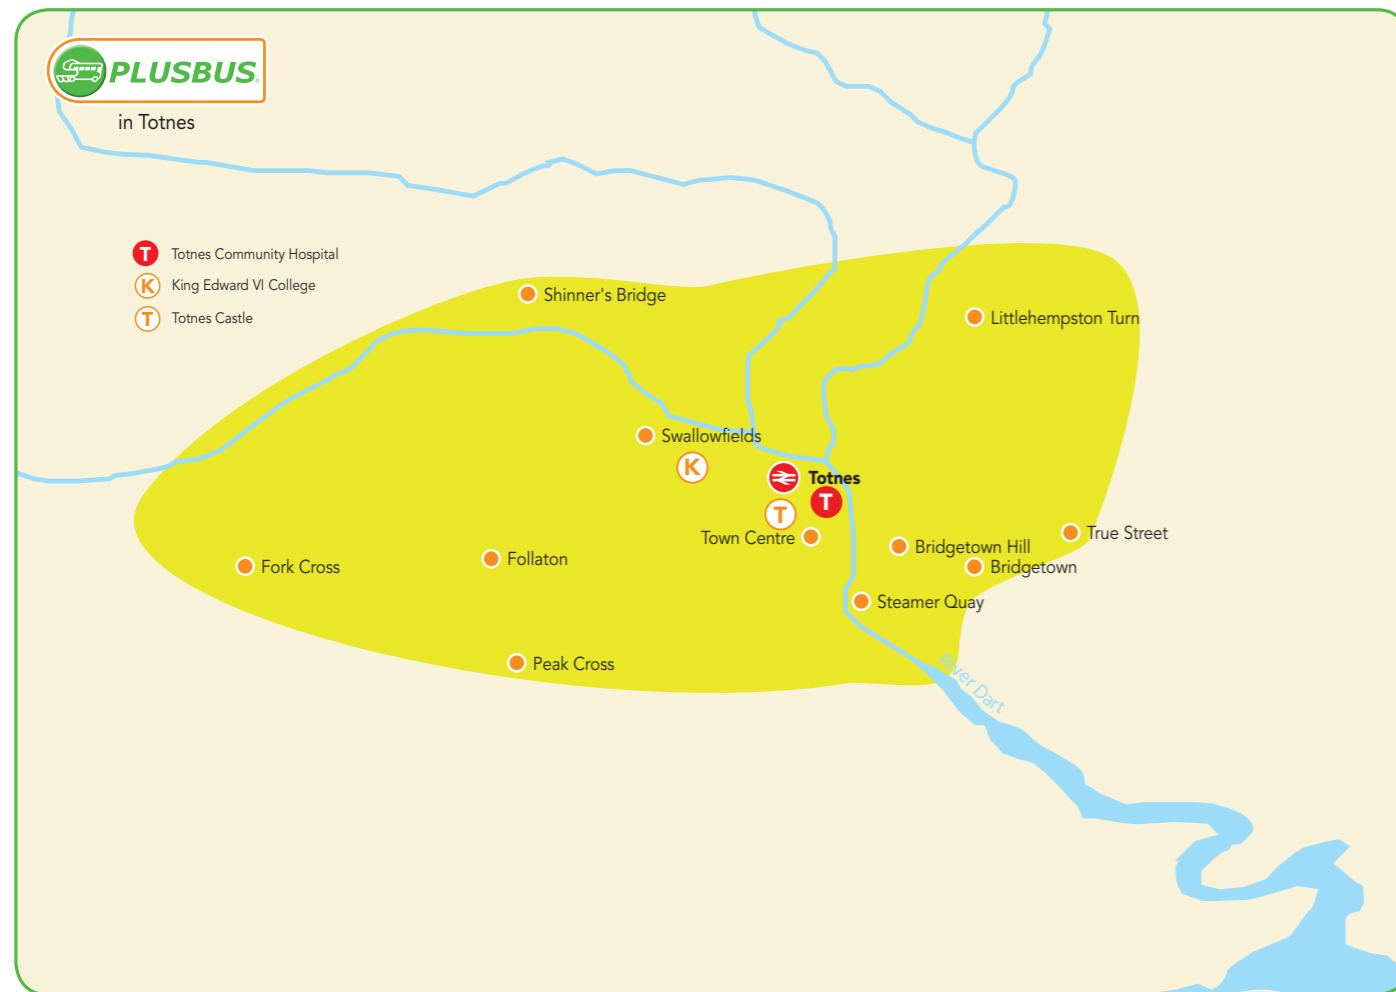 PLUSBUS
in Totnes
T Totnes Community Hospital
K King Edward VI College
T Totnes Castle
Shinner's Bridge
Littlehempston Turn
Swallowfields
K
Totnes
T
T
Town Centre
True Street
Bridgetown Hill
Bridgetown
Fork Cross
Follaton
Steamer Quay
Peak Cross
River Dart